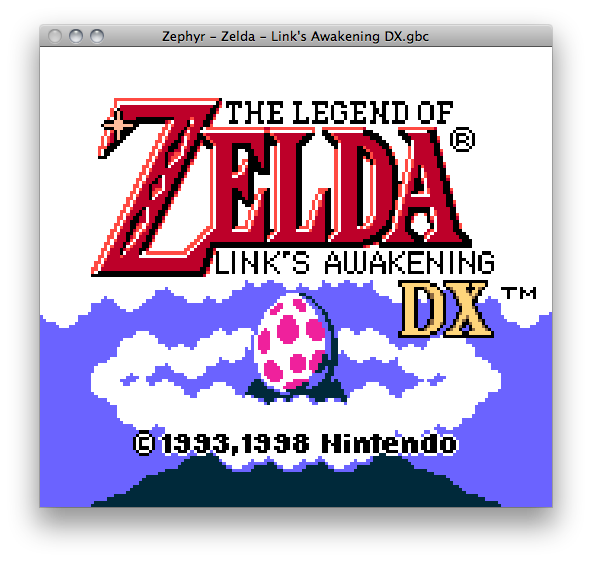 Zephyr – Zelda – Link's Awakening DX.gbc
THE LEGEND OF
ZELDA®
LINK'S AWAKENING
DX™
©1993,1998 Nintendo